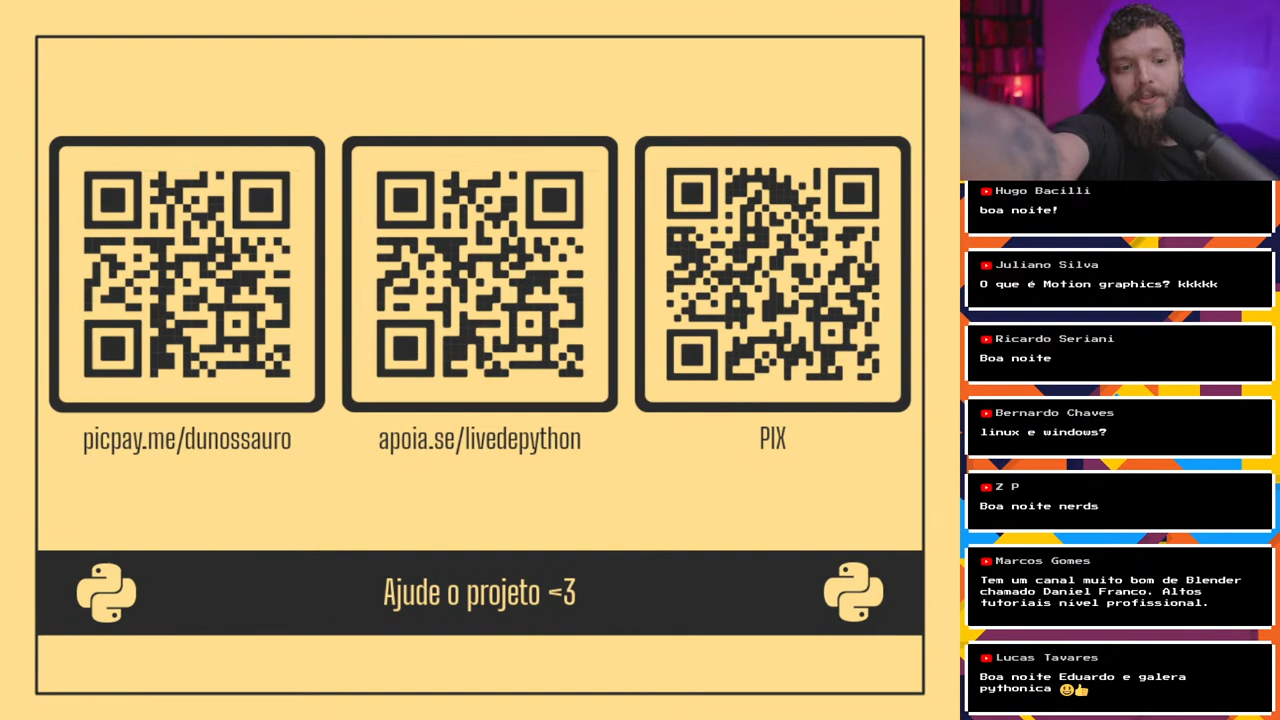 picpay.me/dunossauro
apoia.se/livedepython
PIX
Ajude o projeto <3
Hugo Bacilli
boa noite!
Juliano Silva
O que é Motion graphics? kkkkk
Ricardo Seriani
Boa noite
Bernardo Chaves
linux e windows?
Z P
Boa noite nerds
Marcos Gomes
Tem um canal muito bom de Blender
chamado Daniel Franco. Altos
tutoriais nível profissional.
Lucas Tavares
Boa noite Eduardo e galera
pythonica 😃👍